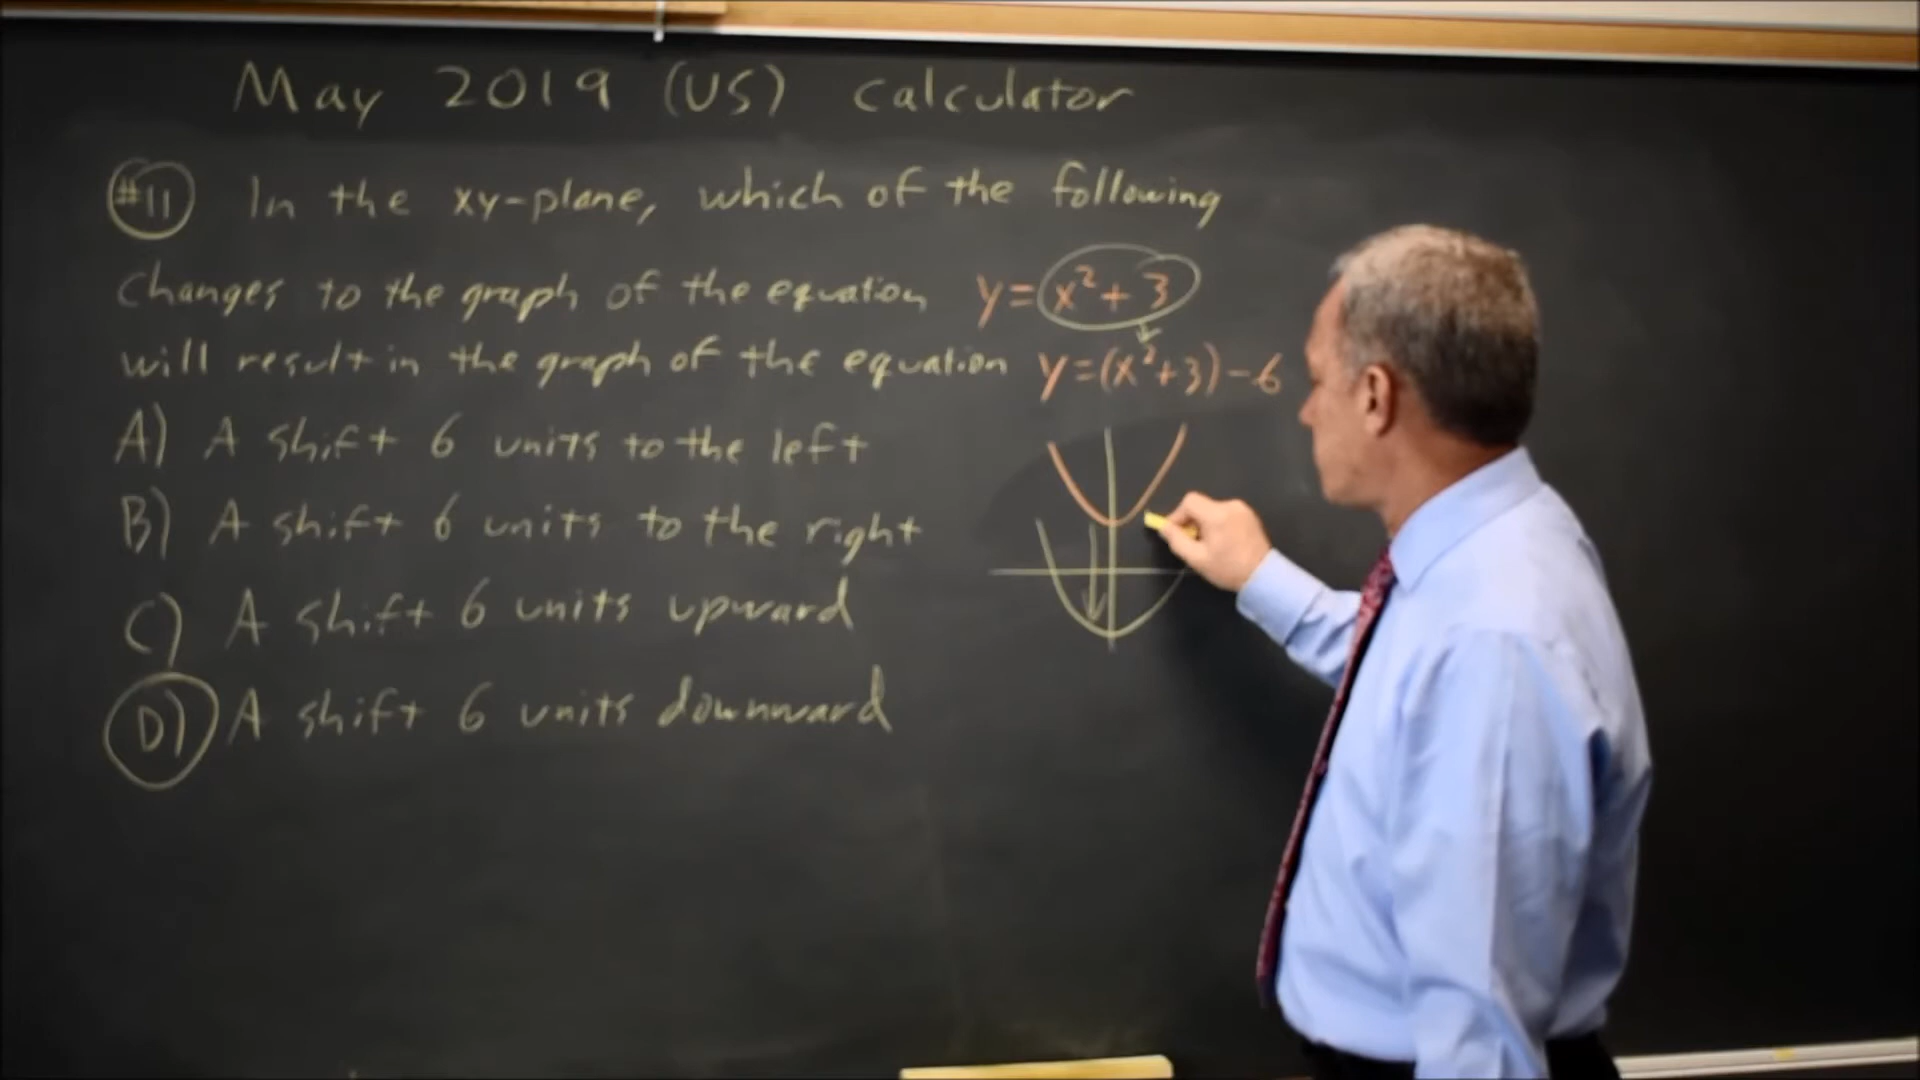 May 2019 (US) Calculator
#11 In the xy-plane, which of the following
changes to the graph of the equation y=x²+3
will result in the graph of the equation y=(x²+3)-6
A) A shift 6 units to the left
B) A shift 6 units to the right
C) A shift 6 units upward
D) A shift 6 units downward